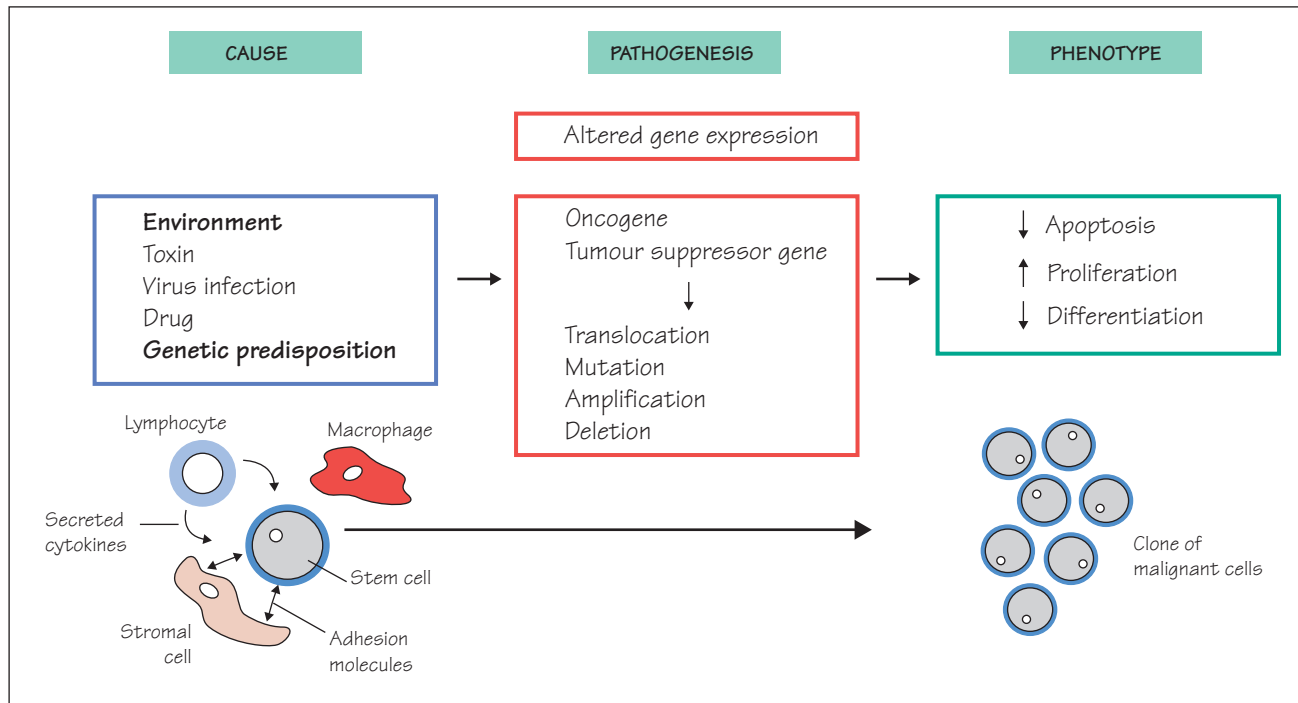 CAUSE
PATHOGENESIS
PHENOTYPE
Altered gene expression
Environment
Toxin
Virus infection
Drug
Genetic predisposition
Oncogene
Tumour suppressor gene
↓
Translocation
Mutation
Amplification
Deletion
↓ Apoptosis
↑ Proliferation
↓ Differentiation
Lymphocyte
Macrophage
Secreted
cytokines
Stem cell
Stromal
cell
Adhesion
molecules
Clone of
malignant cells